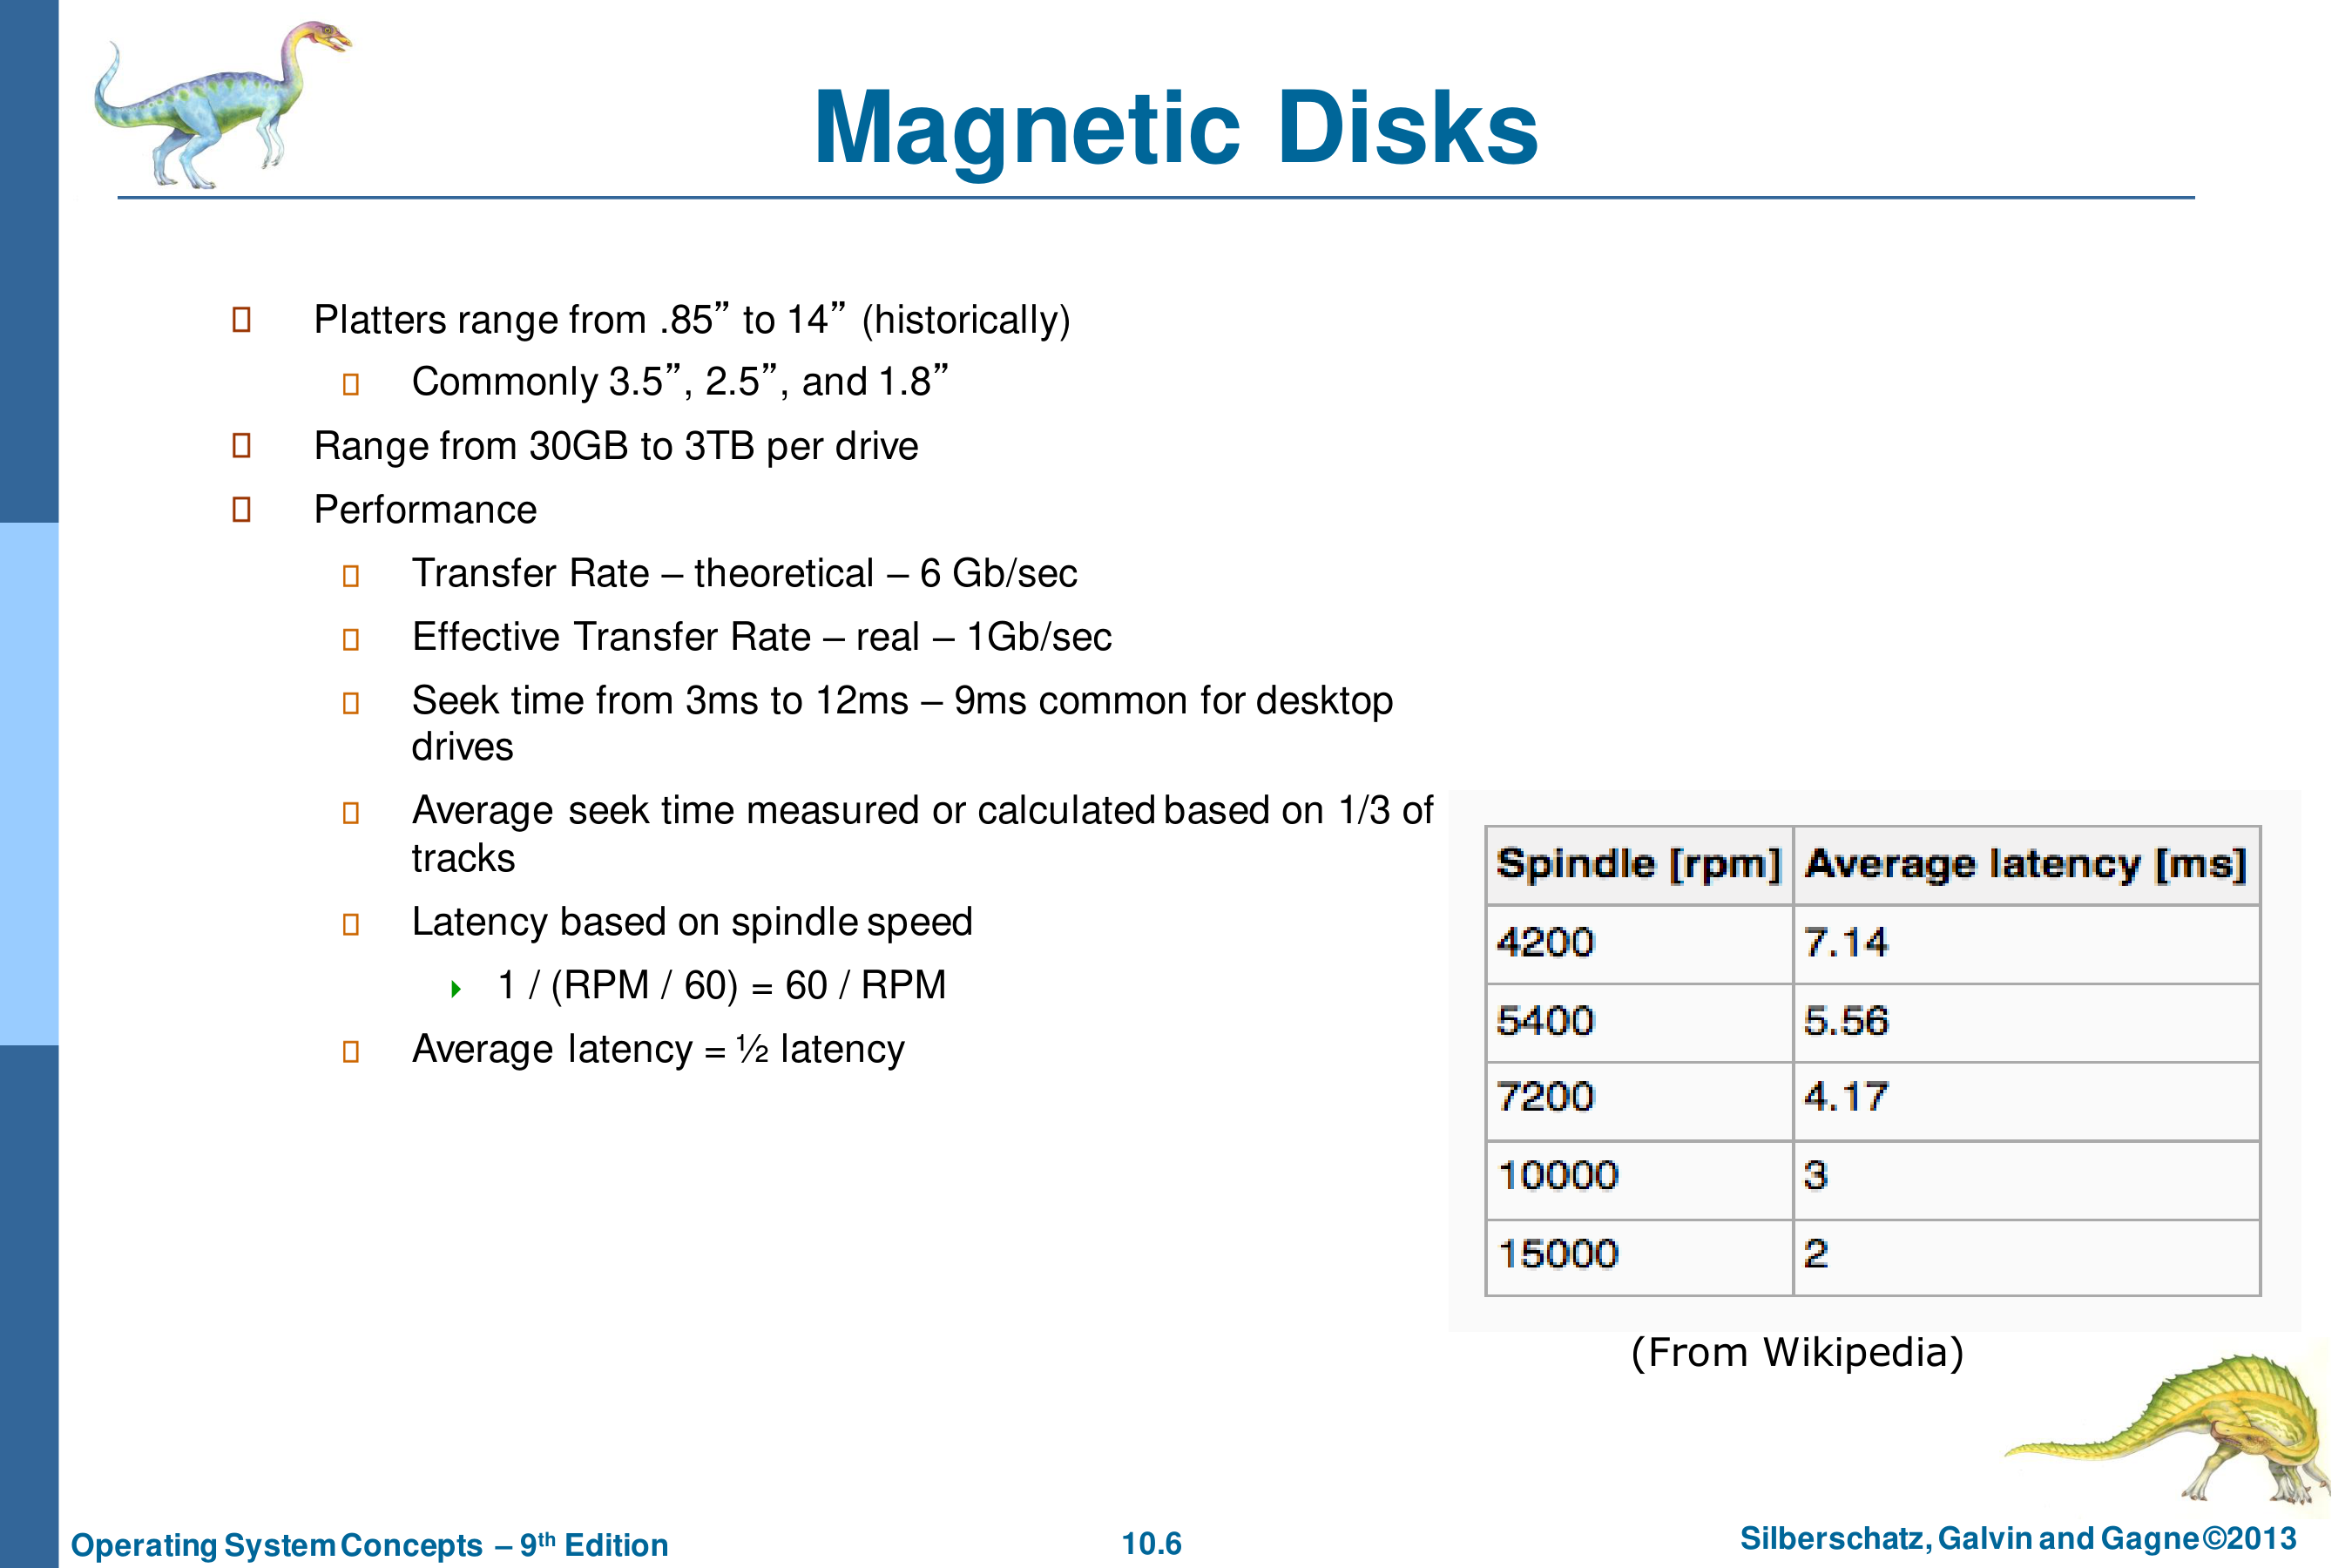 Magnetic Disks
Platters range from .85” to 14” (historically)
Commonly 3.5”, 2.5”, and 1.8”
Range from 30GB to 3TB per drive
Performance
Transfer Rate – theoretical – 6 Gb/sec
Effective Transfer Rate – real – 1Gb/sec
Seek time from 3ms to 12ms – 9ms common for desktop
drives
Average seek time measured or calculated based on 1/3 of
tracks
Latency based on spindle speed
1 / (RPM / 60) = 60 / RPM
Average latency = ½ latency
Spindle [rpm] Average latency [ms]
4200 7.14
5400 5.56
7200 4.17
10000 3
15000 2
(From Wikipedia)
Operating System Concepts – 9th Edition
10.6
Silberschatz, Galvin and Gagne ©2013